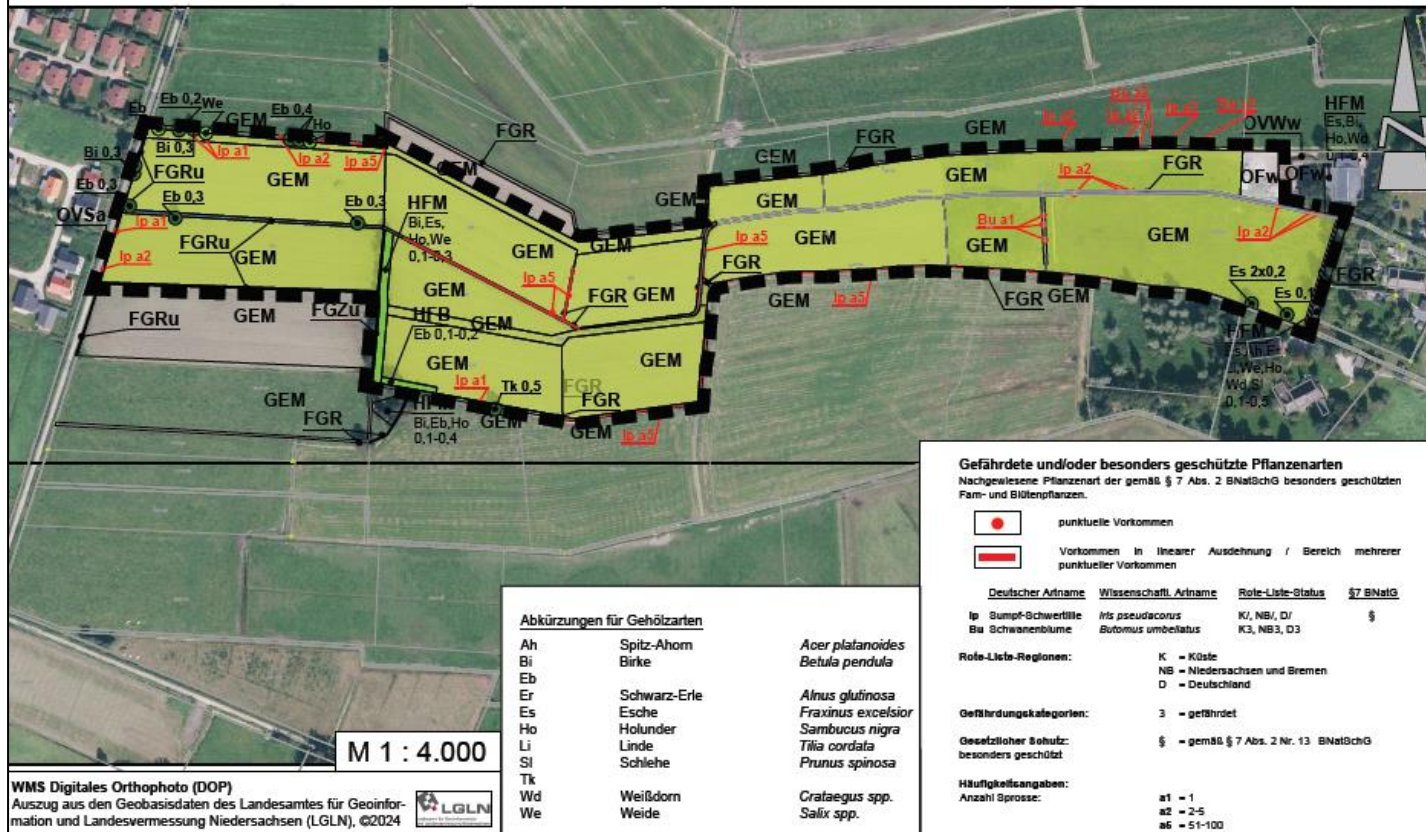 Eb
Eb 0,2
We
GEM
Eb 0,4
Ho
FGR
Bi 0,3
Ip a1
Ip a2
Ip a5
GEM
Bi 0,3
FGRu
GEM
Eb 0,3
Eb 0,3
Eb 0,3
OVSa
Ip a1
FGRu
GEM
Ip a2
HFM
Bi,Es,
Ho,We
0,1-0,3
GEM
GEM
Ip a5
FGR
GEM
GEM
GEM
FGRu
GEM
FGZu
HFB
Eb 0,1-0,2
GEM
GEM
Ip a1
Tk 0,5
FGR
FGR
GEM
FGR
HFM
Bi,Eb,Ho
0,1-0,4
GEM
GEM
Ip a5
GEM
GEM
FGR
GEM
GEM
GEM
Ip a2
Ip a2
OVWw
HFM
Es,Bi,
Ho,Wd
FGR
OFw
OFw
GEM
Ip a2
Ip a5
GEM
Bu a1
GEM
GEM
Ip a2
FGR
FGR
GEM
Ip a5
FGR
GEM
Es 2x0,2
Es 0,1
HFM
We,Ho
Wd,Sl
0,1-0,5
M 1 : 4.000
WMS Digitales Orthophoto (DOP)
Auszug aus den Geobasisdaten des Landesamtes für Geoinfor-
mation und Landesvermessung Niedersachsen (LGLN), ©2024
LGLN
Abkürzungen für Gehölzarten
Ah Spitz-Ahorn Acer platanoides
Bi Birke Betula pendula
Eb
Er Schwarz-Erle Alnus glutinosa
Es Esche Fraxinus excelsior
Ho Holunder Sambucus nigra
Li Linde Tilia cordata
Sl Schlehe Prunus spinosa
Tk
Wd Weißdorn Crataegus spp.
We Weide Salix spp.
Gefährdete und/oder besonders geschützte Pflanzenarten
Nachgewiesene Pflanzenart der gemäß § 7 Abs. 2 BNatSchG besonders geschützten
Farn- und Blütenpflanzen.
punktuelle Vorkommen
Vorkommen in linearer Ausdehnung / Bereich mehrerer
punktueller Vorkommen
Deutscher Artname Wissenschaftl. Artname Rote-Liste-Status §7 BNatG
Ip Sumpf-Schwertlilie Iris pseudacorus K/, NB/, D/ §
Bu Schwanenblume Butomus umbellatus K3, NB3, D3
Rote-Liste-Regionen: K = Küste
NB = Niedersachsen und Bremen
D = Deutschland
Gefährdungskategorien: 3 = gefährdet
Gesetzlicher Schutz: § = gemäß § 7 Abs. 2 Nr. 13 BNatSchG
besonders geschützt
Häufigkeitsangaben:
Anzahl Sprosse: a1 = 1
a2 = 2-5
a5 = 51-100